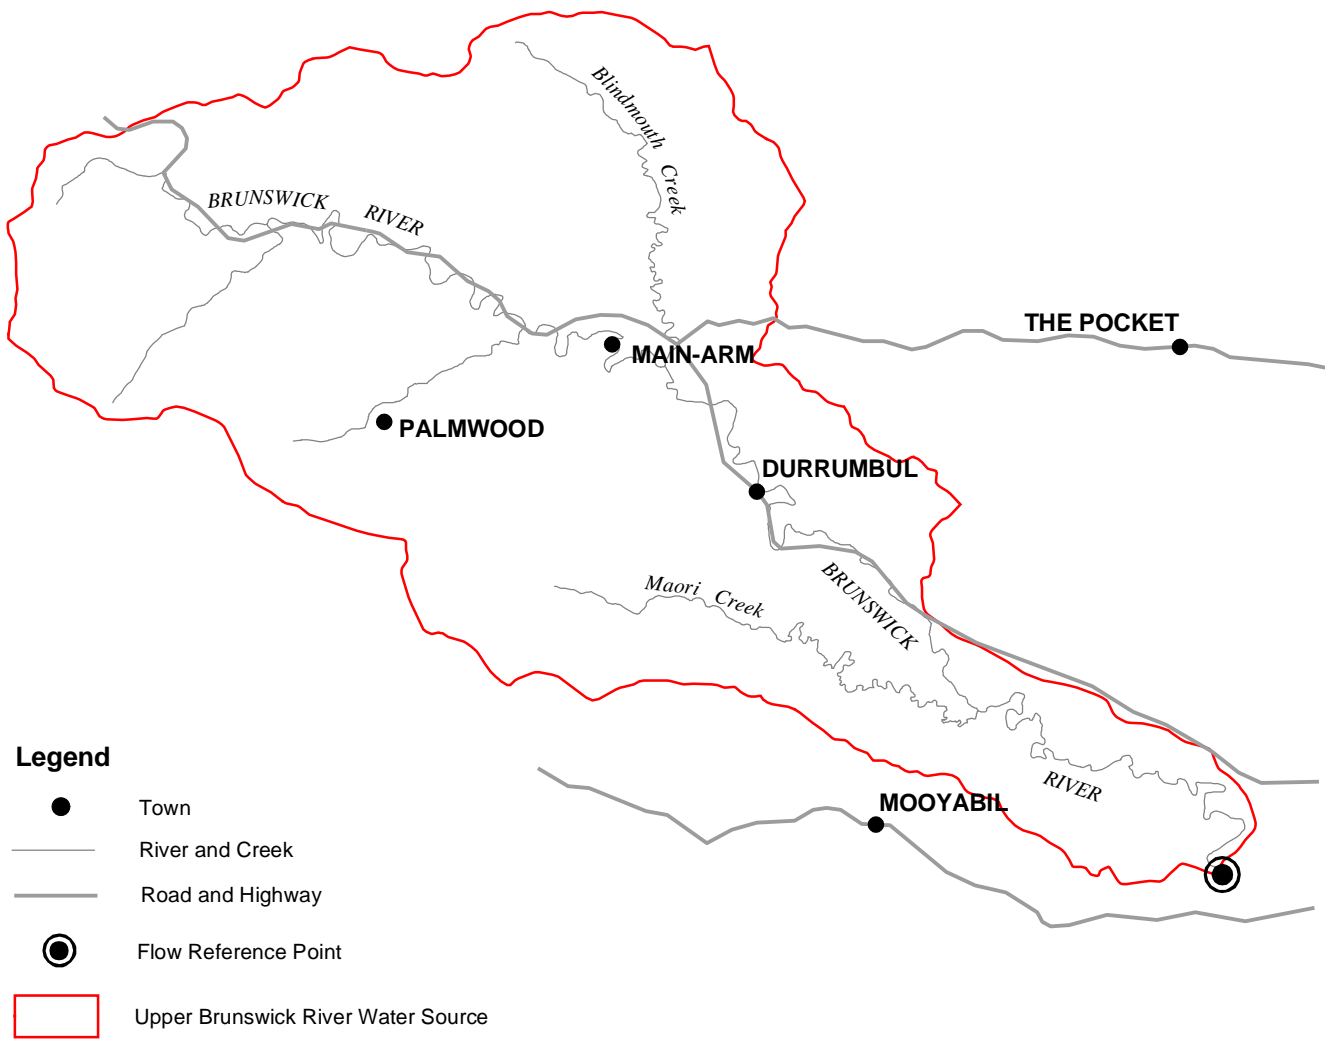 Blindmouth Creek
BRUNSWICK RIVER
THE POCKET
MAIN-ARM
PALMWOOD
DURRUMBUL
Maori Creek
BRUNSWICK
RIVER
MOOYABIL
Legend
Town
River and Creek
Road and Highway
Flow Reference Point
Upper Brunswick River Water Source